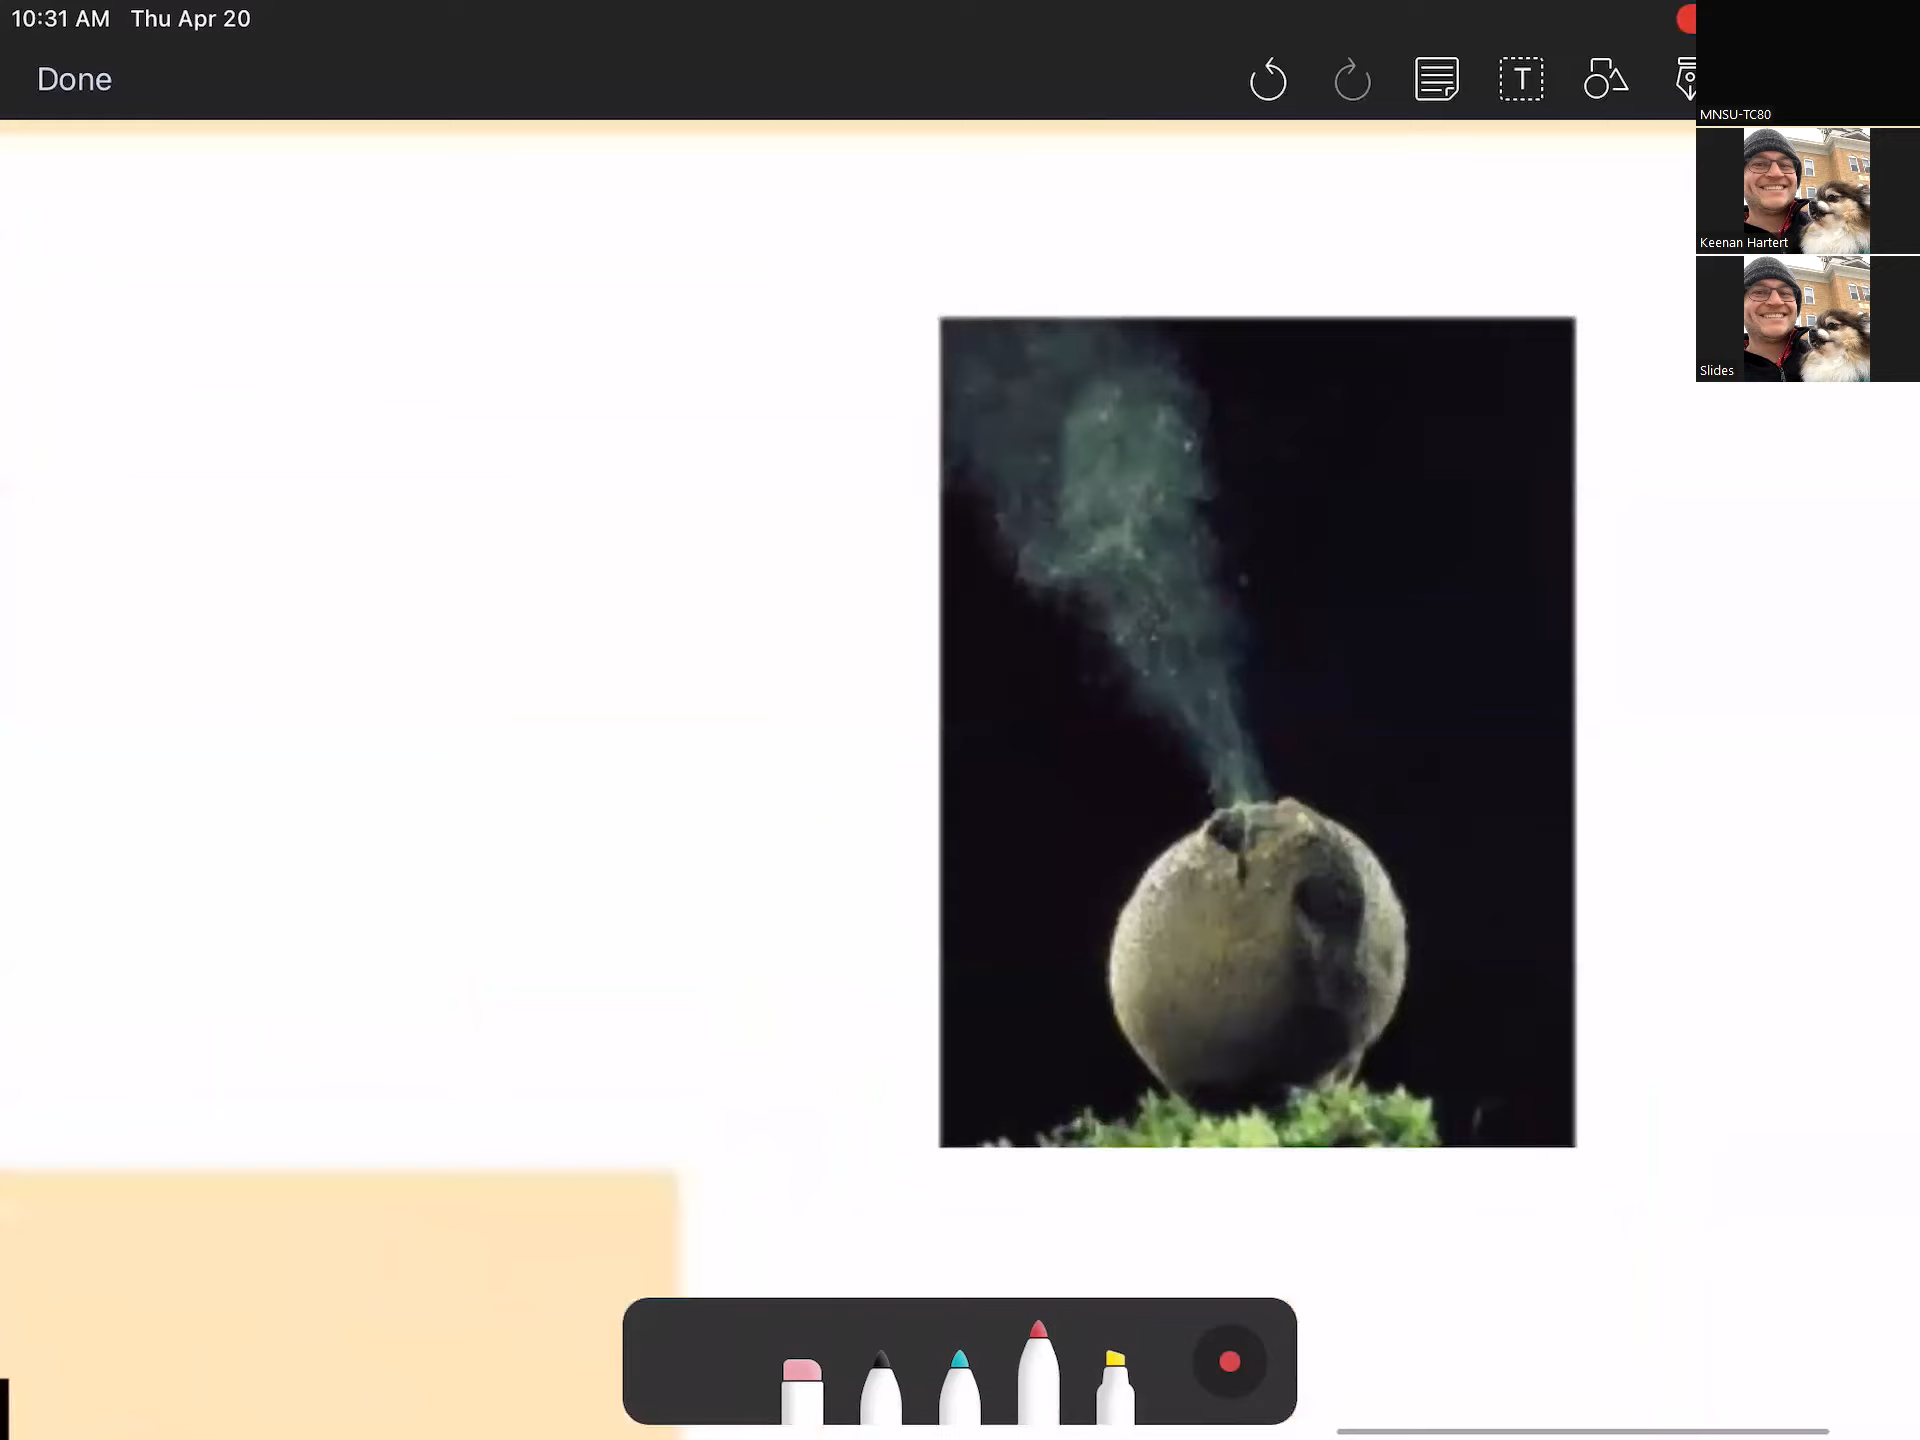 10:31 AM Thu Apr 20
Done
T
MNSU-TC80
Keenan Hartert
Slides